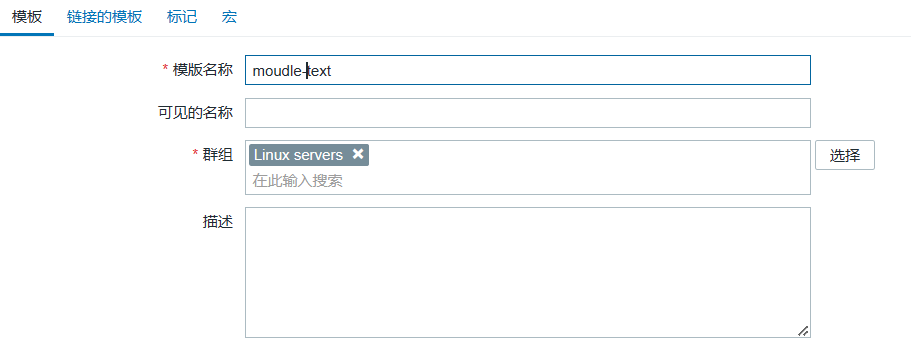 模板 链接的模板 标记 宏
* 模版名称 moudle-text
可见的名称
* 群组 Linux servers 选择
在此输入搜索
描述